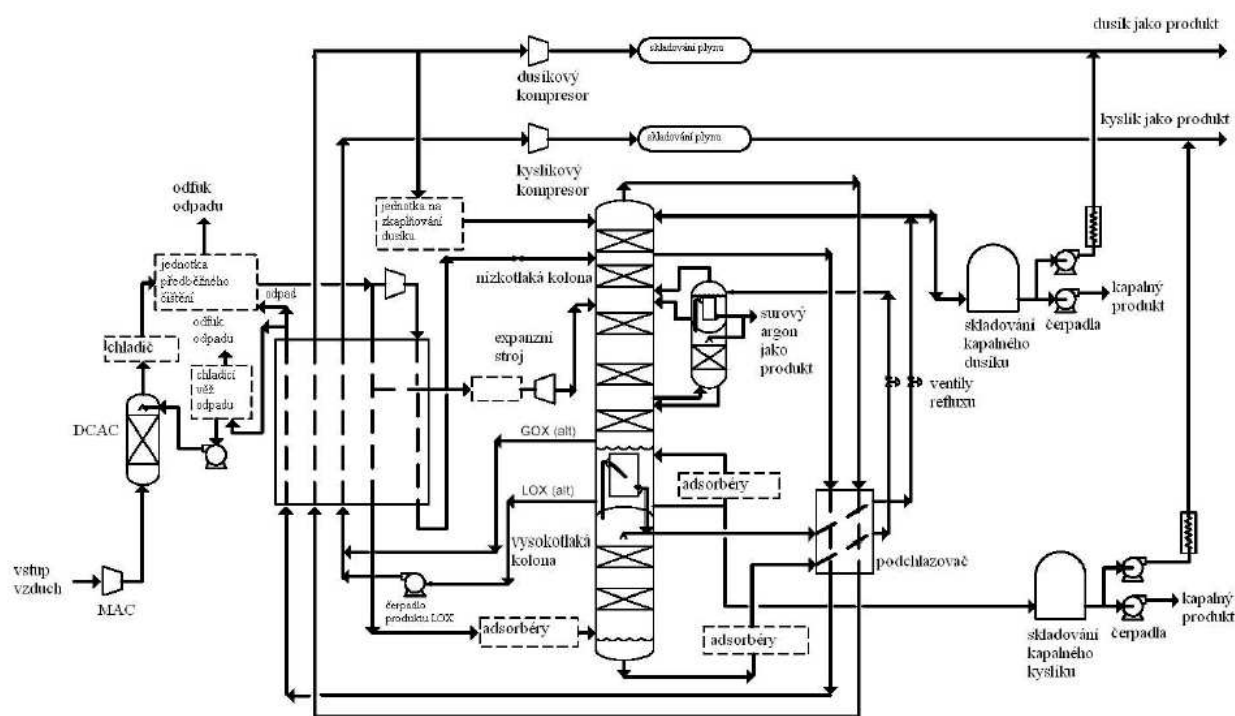 dusík jako produkt
skladování plynu
dusíkový
kompresor
kyslík jako produkt
skladování plynu
kyslíkový
kompresor
odfuk
odpadu
jednotka na
zkaplňování
dusíku
jednotka
předběžného
čištění
odpad
nízkotlaká kolona
odfuk
odpadu
chladič
chladící
věž
odpadu
DCAC
expanzní
stroj
surový
argon
jako
produkt
skladování
kapalného
dusíku
čerpadla
kapalný
produkt
ventily
refluxu
GOX (alt)
LOX (alt)
adsorbéry
vysokotlaká
kolona
podchlazovač
vstup
vzduch
MAC
čerpadlo
produktu LOX
adsorbéry
adsorbéry
skladování
kapalného
kyslíku
čerpadla
kapalný
produkt